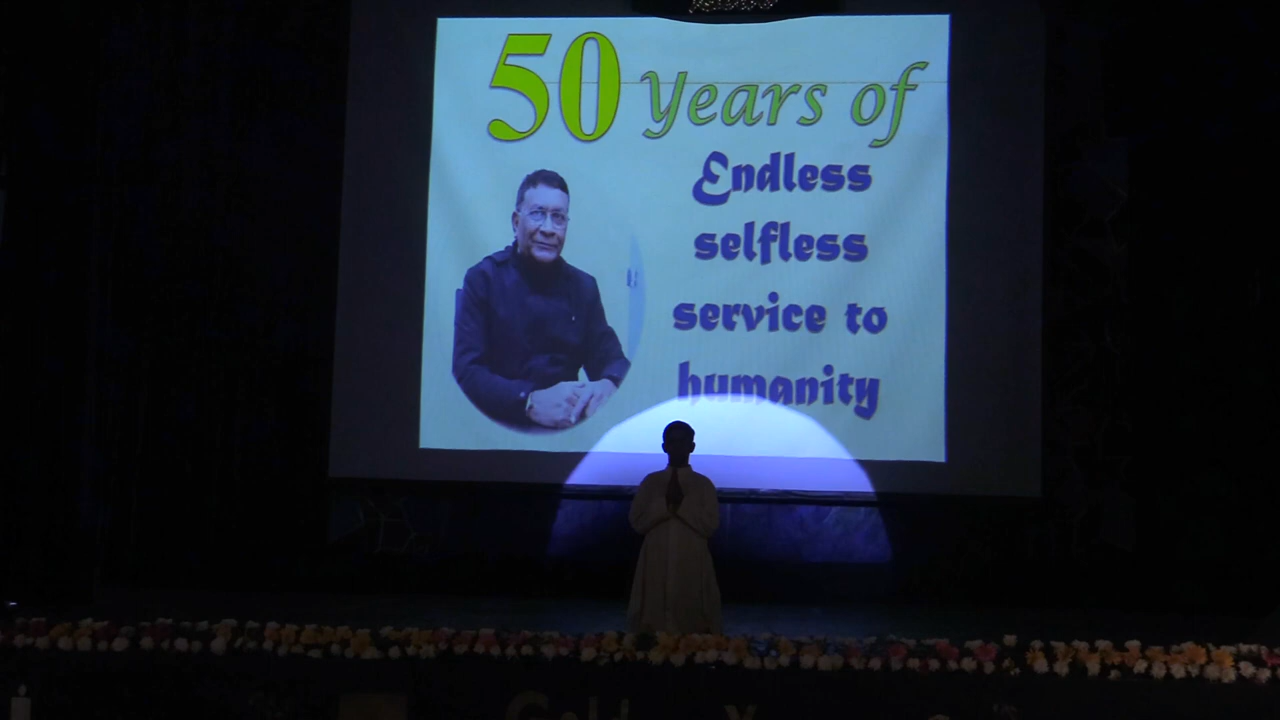 50 Years of
Endless
selfless
service to
humanity